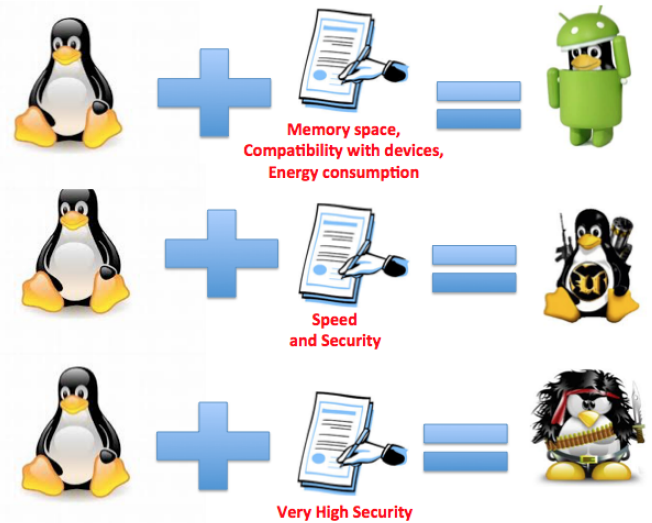 Memory space,
Compatibility with devices,
Energy consumption
Speed
and Security
Very High Security